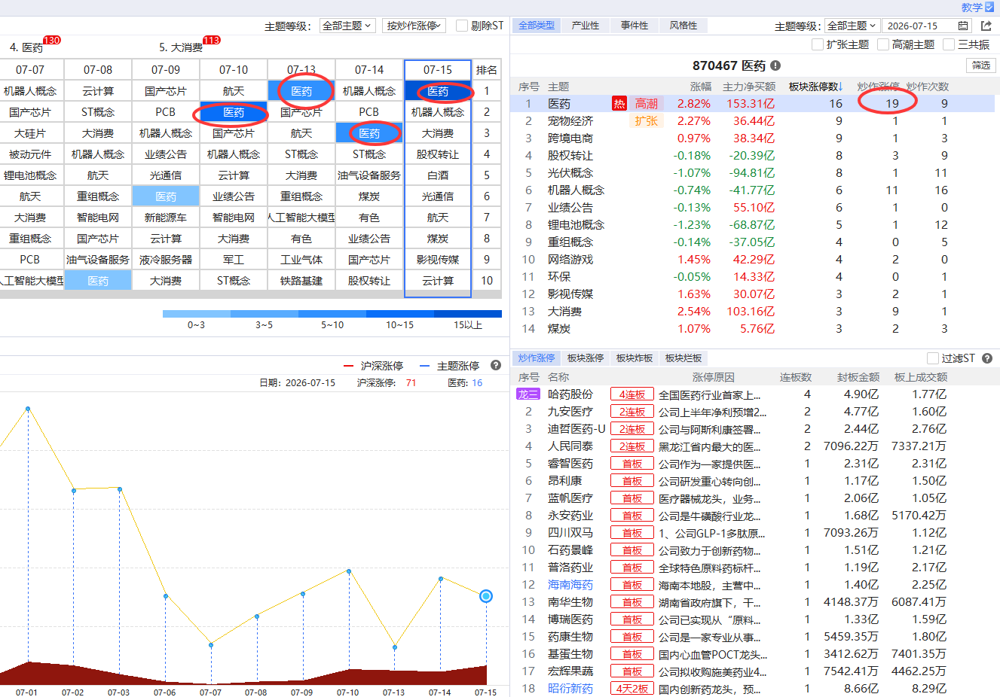 教学
主题等级： 全部主题 按炒作涨停 剔除ST
4. 医药 130 5. 大消费 113
07-07 07-08 07-09 07-10 07-13 07-14 07-15 排名
机器人概念 云计算 国产芯片 航天 医药 机器人概念 医药 1
国产芯片 ST概念 PCB 医药 国产芯片 PCB 机器人概念 2
大硅片 大消费 机器人概念 国产芯片 航天 医药 大消费 3
被动元件 机器人概念 业绩公告 机器人概念 ST概念 ST概念 股权转让 4
锂电池概念 航天 光通信 云计算 大消费 油气设备服务 白酒 5
航天 重组概念 医药 业绩公告 重组概念 煤炭 光通信 6
大消费 智能电网 新能源车 智能电网 人工智能大模型 有色 航天 7
重组概念 国产芯片 云计算 大消费 有色 业绩公告 煤炭 8
PCB 油气设备服务 液冷服务器 军工 工业气体 国产芯片 影视传媒 9
人工智能大模型 医药 大消费 ST概念 铁路基建 股权转让 云计算 10
0~3 3~5 5~10 10~15 15以上
沪深涨停 主题涨停
日期：2026-07-15 沪深涨停: 71 医药: 16
07-01 07-02 07-03 07-06 07-07 07-08 07-09 07-10 07-13 07-14 07-15
全部类型 产业性 事件性 风格性 主题等级： 全部主题 2026-07-15
扩张主题 高潮主题 三共振
870467 医药 筛选
序号 主题 涨幅 主力净买额 板块涨停数↓ 炒作涨停 炒作次数
1 医药 热 高潮 2.82% 153.31亿 16 19 9
2 宠物经济 扩张 2.27% 36.44亿 9 1 1
3 跨境电商 0.97% 38.34亿 9 1 3
4 股权转让 -0.18% -20.39亿 8 3 9
5 光伏概念 -1.07% -94.81亿 8 1 11
6 机器人概念 -0.74% -41.77亿 6 11 16
7 业绩公告 -0.13% 55.10亿 6 1 0
8 锂电池概念 -1.23% -68.87亿 5 1 12
9 重组概念 -0.14% -37.05亿 4 0 5
10 网络游戏 1.45% 42.29亿 4 2 0
11 环保 -0.05% 14.33亿 4 0 1
12 影视传媒 1.63% 30.07亿 3 2 1
13 大消费 2.54% 103.16亿 3 9 1
14 煤炭 1.07% 5.76亿 3 2 3
炒作涨停 板块涨停 板块炸板 板块烂板 过滤ST
序号 名称 涨停原因 连板数 封板金额 板上成交额
龙三 哈药股份 4连板 全国医药行业首家上... 4 4.90亿 1.77亿
2 九安医疗 2连板 公司上半年净利预增2... 2 4.77亿 1.60亿
3 迪哲医药-U 2连板 公司与阿斯利康签署... 2 2.44亿 2.76亿
4 人民同泰 2连板 黑龙江省内最大的医... 2 7096.22万 7337.21万
5 睿智医药 首板 公司作为一家提供医... 1 2.31亿 2.31亿
6 昂利康 首板 公司研发重心转向创... 1 1.17亿 1.50亿
7 蓝帆医疗 首板 医疗器械龙头，业务... 1 2.06亿 1.05亿
8 永安药业 首板 公司是牛磺酸行业龙... 1 1.68亿 5170.42万
9 四川双马 首板 1、公司GLP-1多肽原... 1 7093.26万 1.12亿
10 石药景峰 首板 公司致力于创新药物... 1 1.51亿 1.21亿
11 普洛药业 首板 全球特色原料药标杆... 1 1.19亿 2.17亿
12 海南海药 首板 海南本地股，主营中... 1 1.40亿 2.25亿
13 南华生物 首板 湖南省政府旗下，干... 1 4148.37万 6087.41万
14 博瑞医药 首板 公司已实现从“原料... 1 1.33亿 1.59亿
15 药康生物 首板 公司是一家专业从事... 1 5459.35万 1.80亿
16 基蛋生物 首板 国内心血管POCT龙头... 1 3412.62万 7401.35万
17 宏辉果蔬 首板 公司拟收购施美药业4... 1 7542.41万 4462.25万
18 昭衍新药 4天2板 国内创新药龙头，预... 1 8.66亿 8.29亿